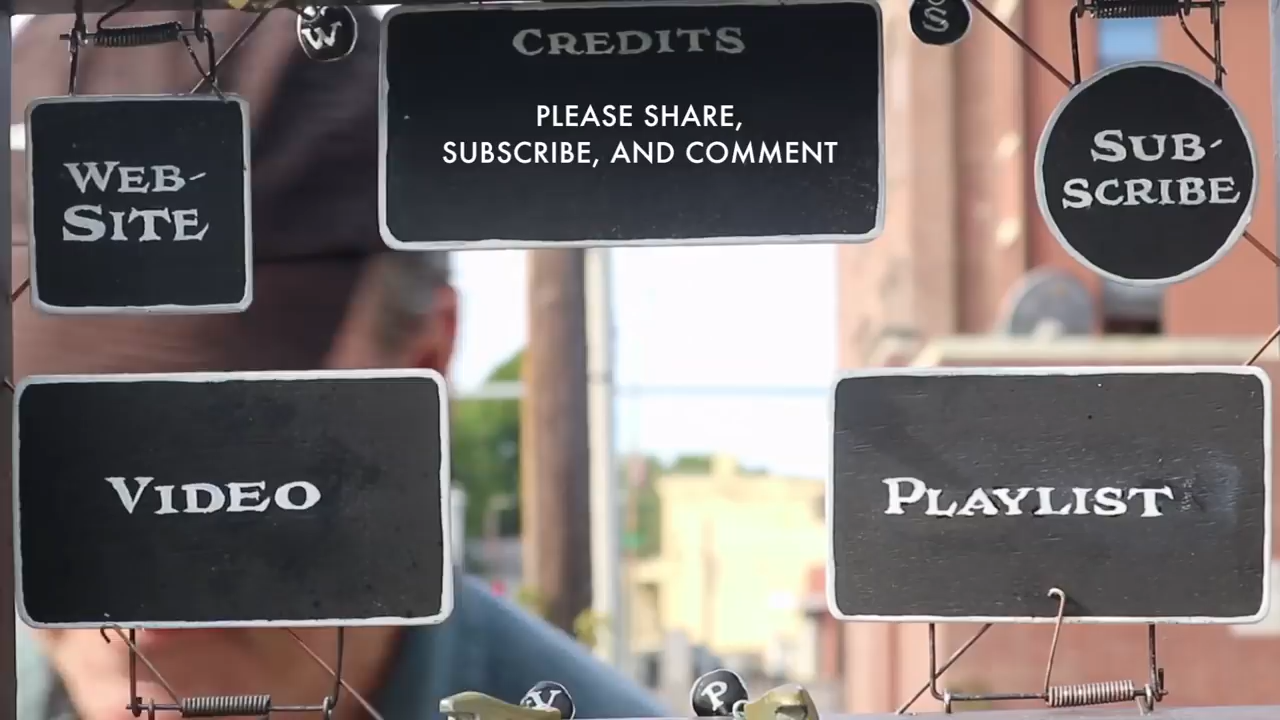 W
S
CREDITS
PLEASE SHARE,
SUBSCRIBE, AND COMMENT
WEB-
SITE
SUB-
SCRIBE
VIDEO
PLAYLIST
V
P